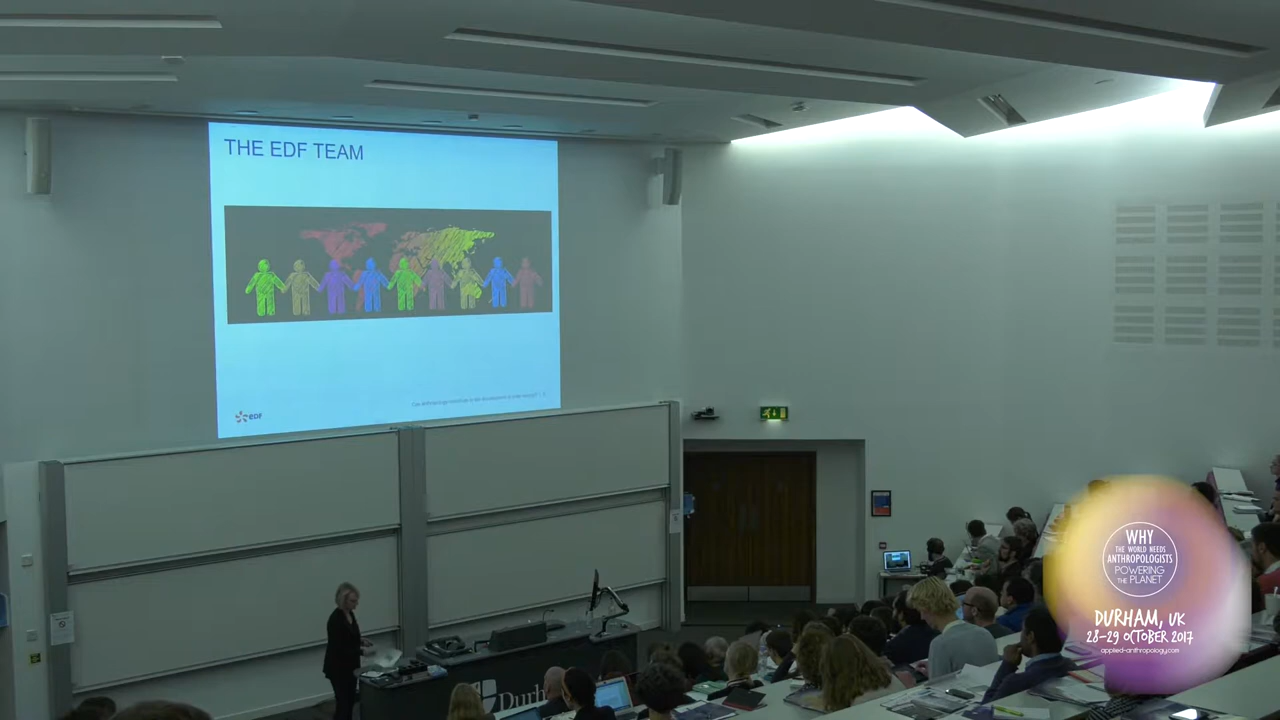 THE EDF TEAM
EDF
Durh
WHY
THE WORLD NEEDS
ANTHROPOLOGISTS
POWERING
THE PLANET
DURHAM, UK
28-29 OCTOBER 2017
applied-anthropology.com